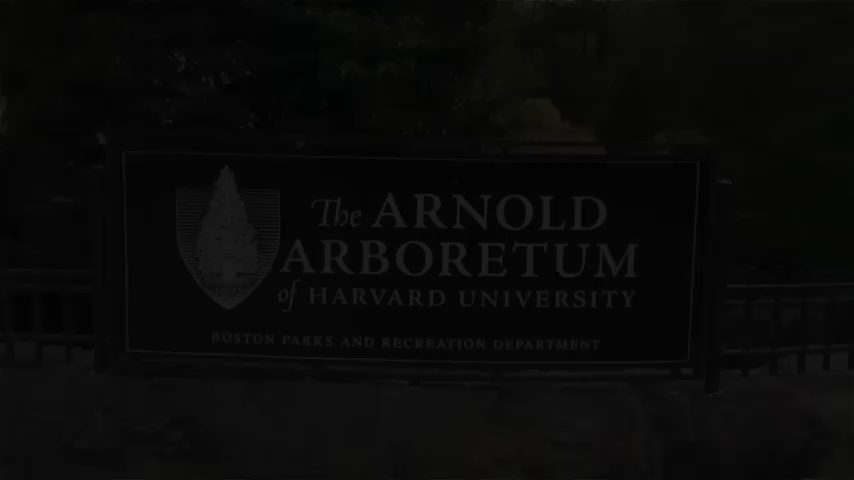 The ARNOLD
ARBORETUM
of HARVARD UNIVERSITY
BOSTON PARKS AND RECREATION DEPARTMENT